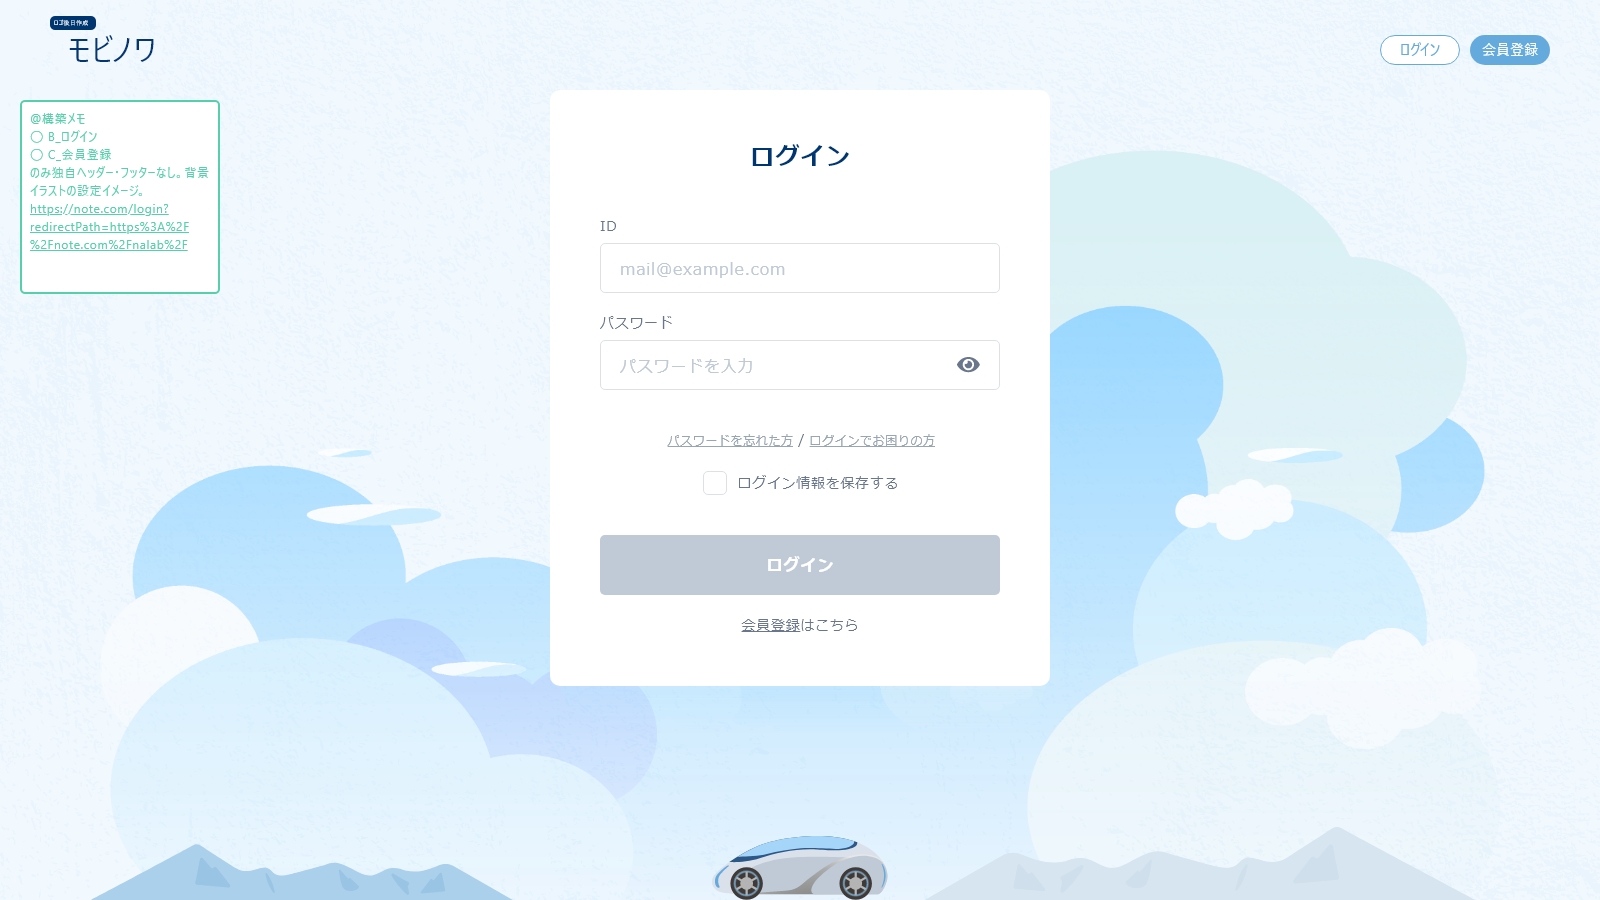 ロゴ後日作成
モビノワ
ログイン
会員登録
@構築メモ
◯ B_ログイン
◯ C_会員登録
のみ独自ヘッダー・フッターなし。背景
イラストの設定イメージ。
https://note.com/login?
redirectPath=https%3A%2F
%2Fnote.com%2Fnalab%2F
ログイン
ID
mail@example.com
パスワード
パスワードを入力
パスワードを忘れた方 / ログインでお困りの方
ログイン情報を保存する
ログイン
会員登録はこちら